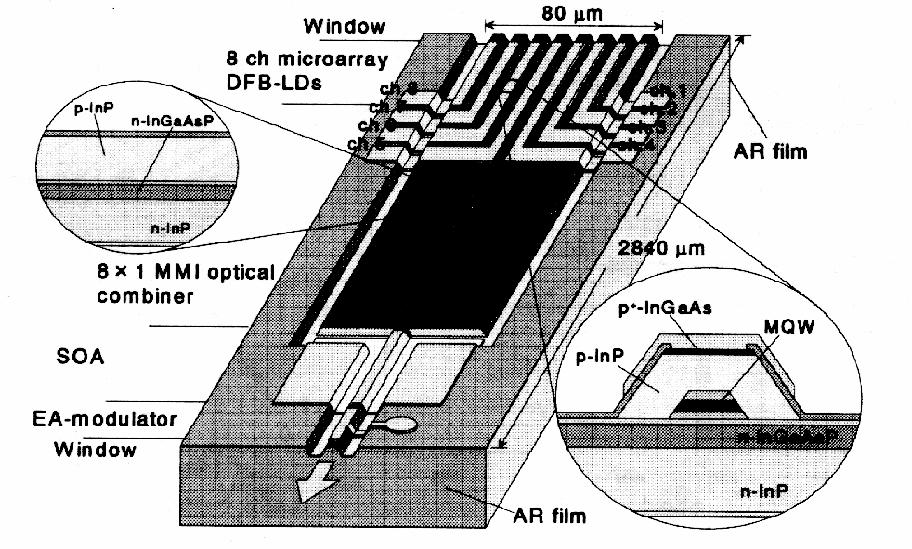 80 μm
Window
8 ch microarray
DFB-LDs
ch.8
ch.7
ch.6
ch.5
ch.1
ch.2
ch.3
ch.4
p-InP
n-InGaAsP
n-InP
AR film
2840 μm
8 × 1 MMI optical
combiner
p⁺-InGaAs
MQW
p-InP
SOA
EA-modulator
Window
n-InGaAsP
n-InP
AR film